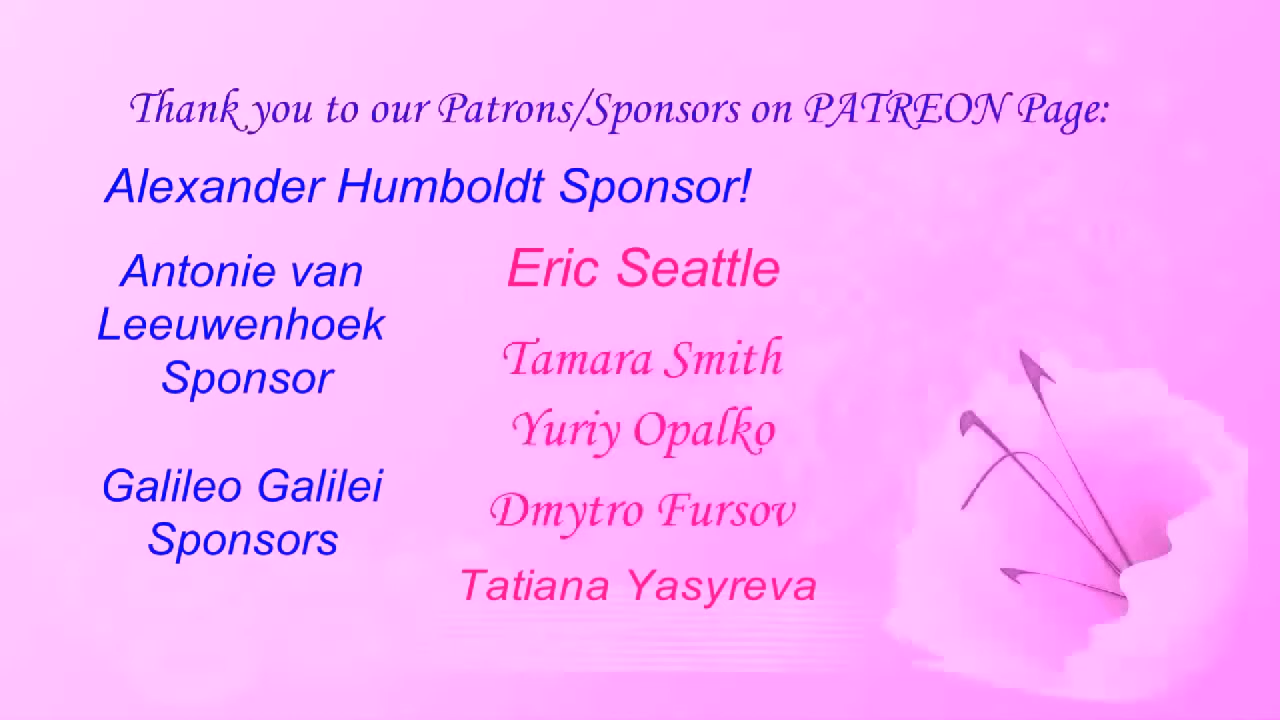 Thank you to our Patrons/Sponsors on PATREON Page:
Alexander Humboldt Sponsor!
Antonie van
Leeuwenhoek
Sponsor
Eric Seattle
Tamara Smith
Yuriy Opalko
Galileo Galilei
Sponsors
Dmytro Fursov
Tatiana Yasyreva